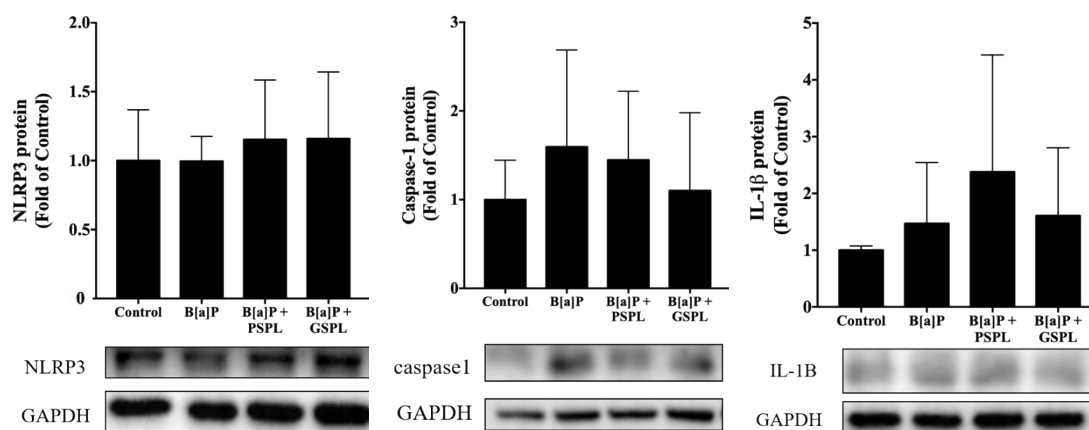 NLRP3 protein
(Fold of Control)
2.0
1.5
1.0
0.5
0
Control
B[a]P
B[a]P +
PSPL
B[a]P +
GSPL
NLRP3
GAPDH
Caspase-1 protein
(Fold of Control)
3
2
1
0
Control
B[a]P
B[a]P +
PSPL
B[a]P +
GSPL
caspase1
GAPDH
IL-1β protein
(Fold of Control)
5
4
3
2
1
0
Control
B[a]P
B[a]P +
PSPL
B[a]P +
GSPL
IL-1B
GAPDH